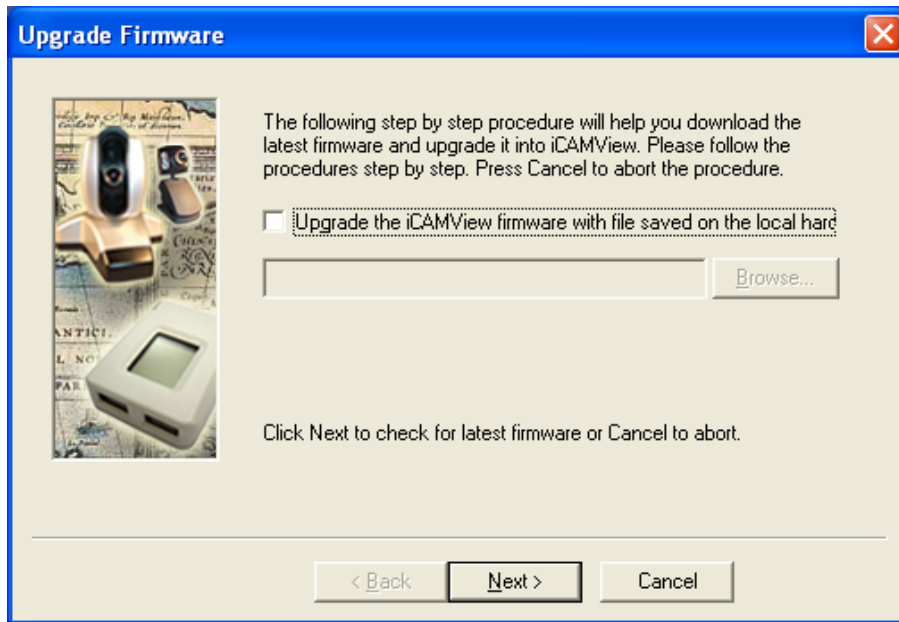 Upgrade Firmware
The following step by step procedure will help you download the
latest firmware and upgrade it into iCAMView. Please follow the
procedures step by step. Press Cancel to abort the procedure.
Upgrade the iCAMView firmware with file saved on the local hard
Browse...
ANTICI.
Click Next to check for latest firmware or Cancel to abort.
< Back
Next >
Cancel